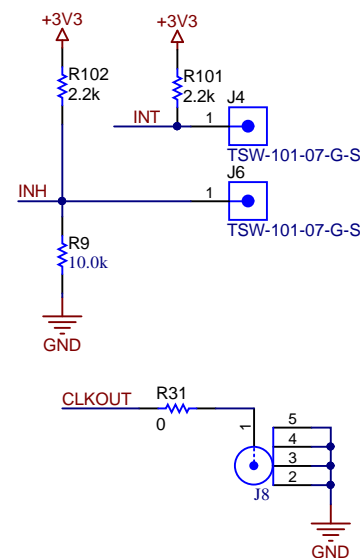 +3V3
+3V3
R102
2.2k
R101
2.2k
J4
INT
1
TSW-101-07-G-S
J6
INH
1
TSW-101-07-G-S
R9
10.0k
GND
CLKOUT
R31
0
1
5
4
3
2
J8
GND